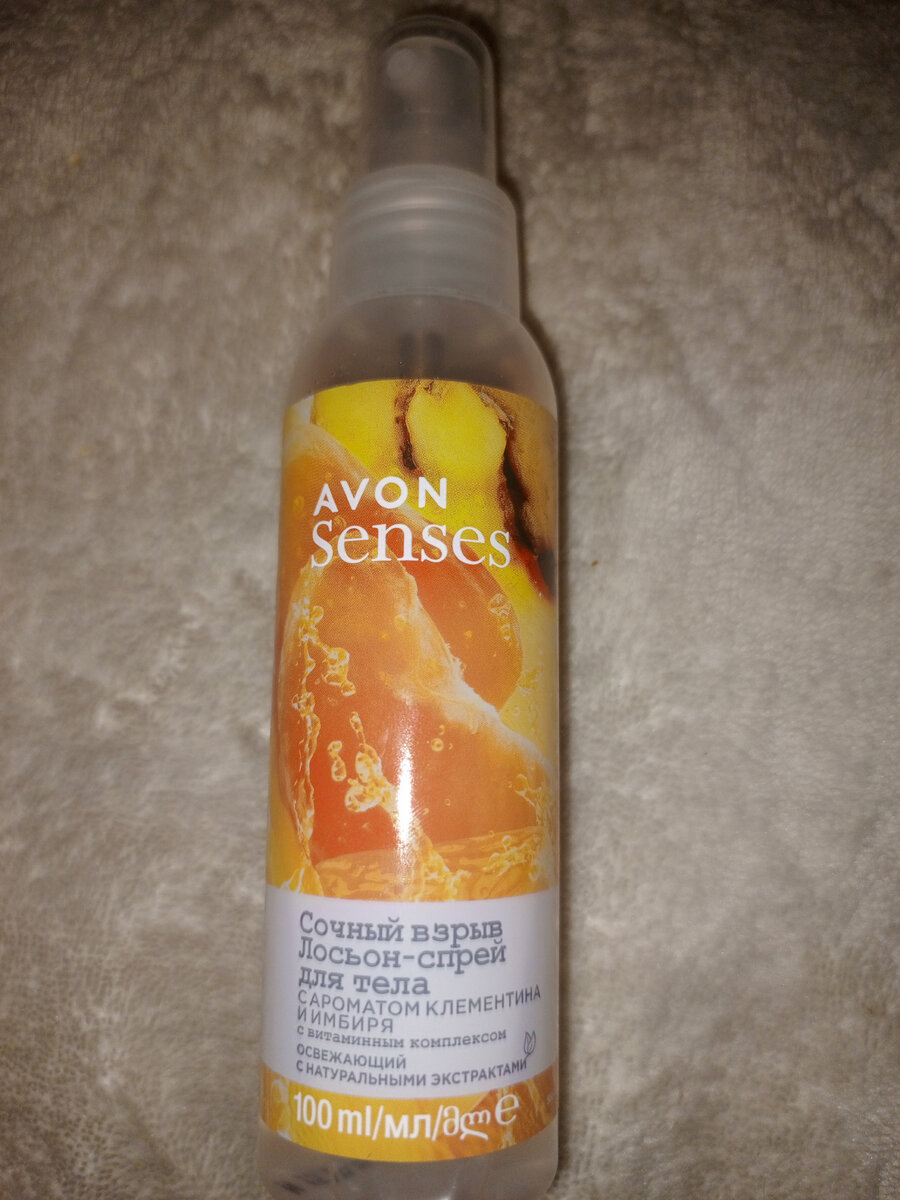 AVON
senses
Сочный взрыв
Лосьон-спрей
для тела
С АРОМАТОМ КЛЕМЕНТИНА
И ИМБИРЯ
с витаминным комплексом
ОСВЕЖАЮЩИЙ
С НАТУРАЛЬНЫМИ ЭКСТРАКТАМИ
100 ml/мл/მლ e